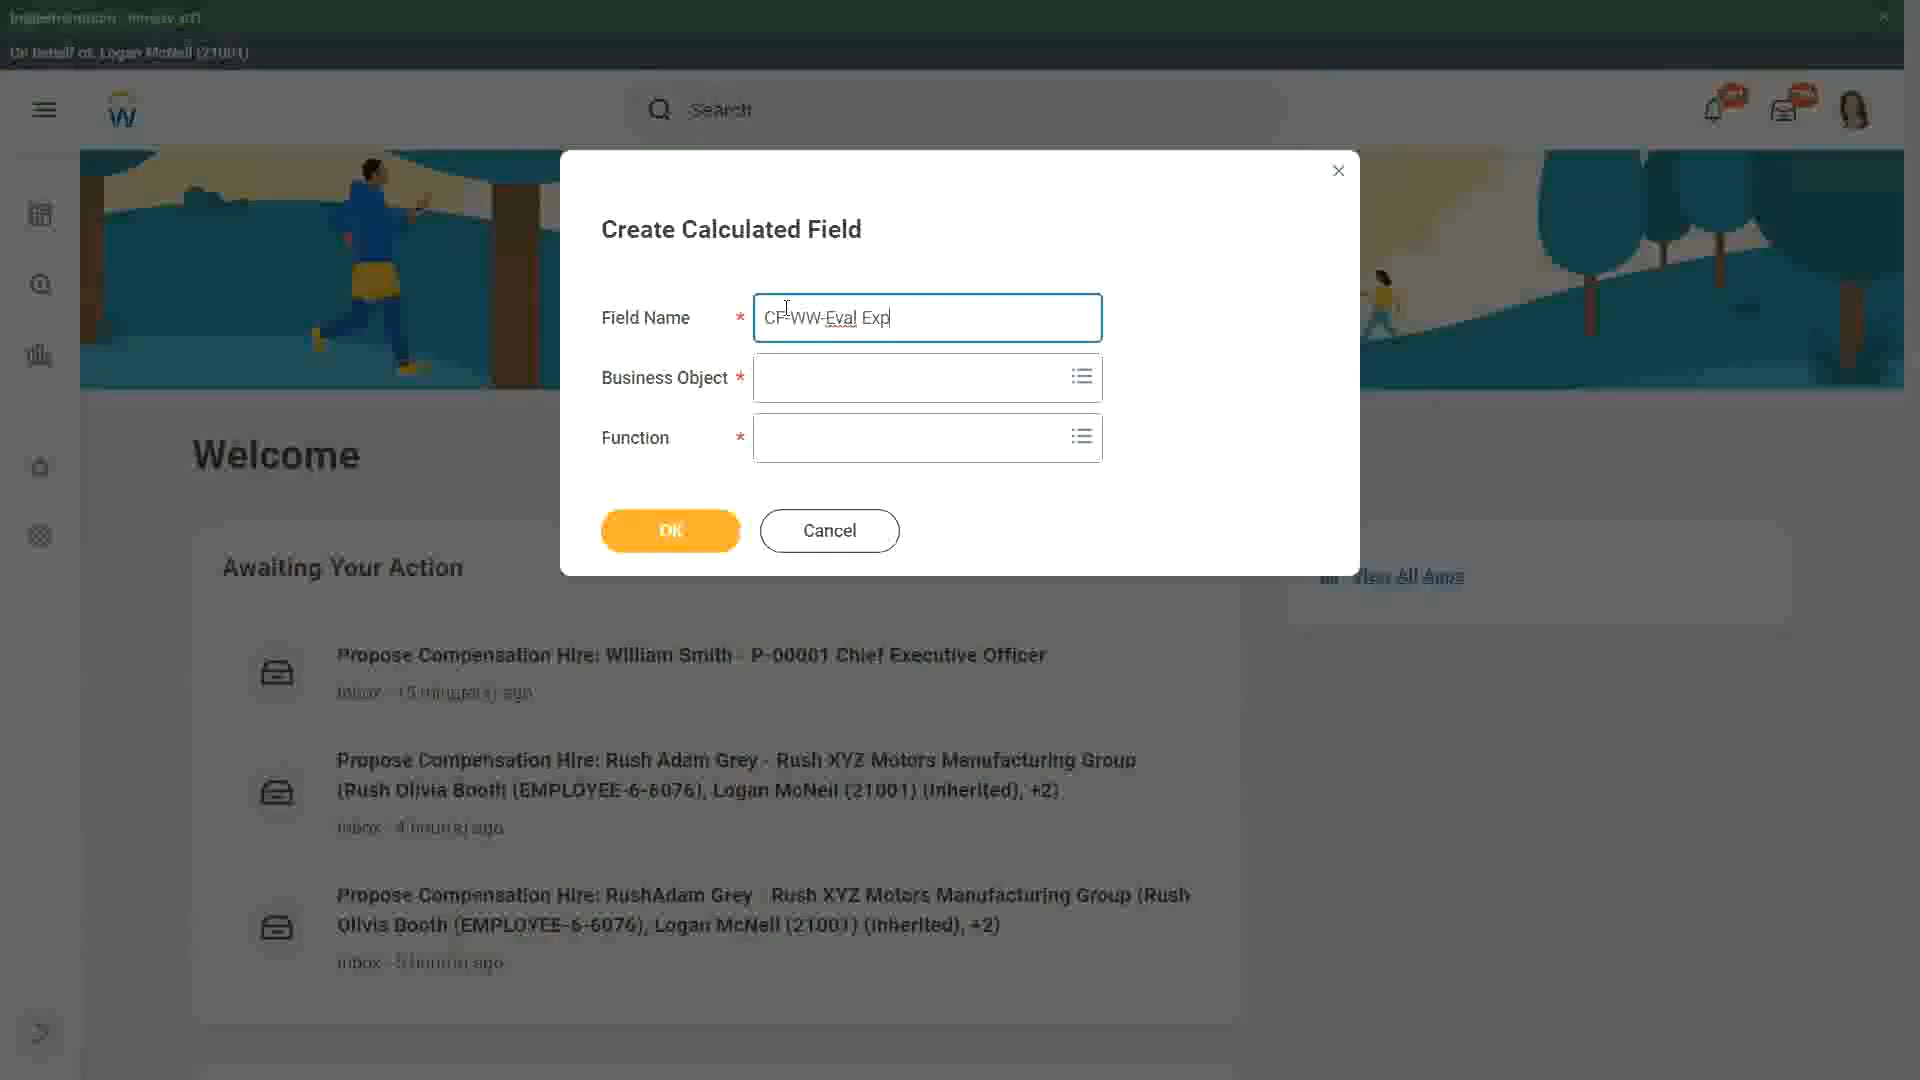 On behalf of: Logan McNeil (21001)
W
Search
Create Calculated Field
Field Name *
CF-WW-Eval Exp
Business Object *
Function *
OK
Cancel
Welcome
Awaiting Your Action
View All Apps
Propose Compensation Hire: William Smith - P-00001 Chief Executive Officer
Inbox - 15 minute(s) ago
Propose Compensation Hire: Rush Adam Grey - Rush XYZ Motors Manufacturing Group
(Rush Olivia Booth (EMPLOYEE-6-6076), Logan McNeil (21001) (Inherited), +2)
Inbox - 4 hour(s) ago
Propose Compensation Hire: RushAdam Grey - Rush XYZ Motors Manufacturing Group (Rush
Olivia Booth (EMPLOYEE-6-6076), Logan McNeil (21001) (Inherited), +2)
Inbox - 5 hour(s) ago